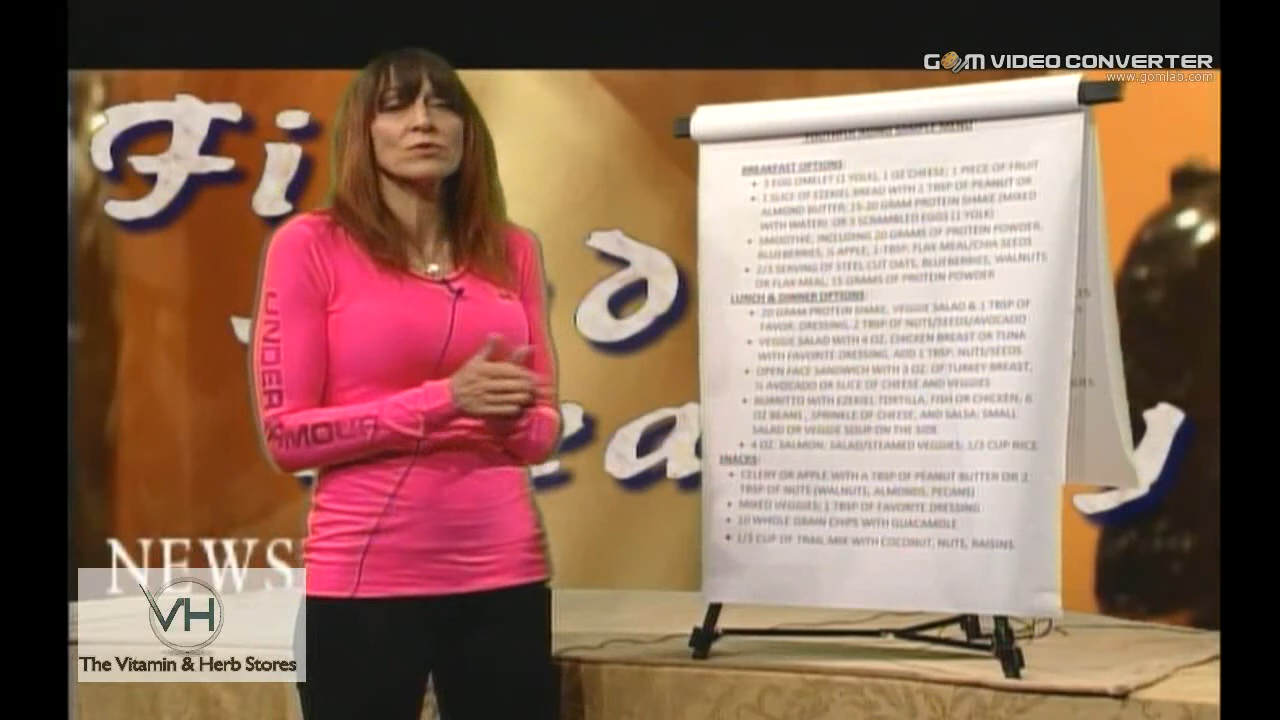 GOM VIDEO CONVERTER
www.gomlab.com
Fi
d
ea
y
UNDER
ARMOUR
SAMPLE MENU
BREAKFAST OPTIONS:
3 EGG OMELET (1 YOLK), 1 OZ CHEESE; 1 PIECE OF FRUIT
1 SLICE OF EZEKIEL BREAD WITH 1 TBSP OF PEANUT OR
ALMOND BUTTER; 15-20 GRAM PROTEIN SHAKE (MIXED
WITH WATER) OR 3 SCRAMBLED EGGS (1 YOLK)
SMOOTHIE, INCLUDING 20 GRAMS OF PROTEIN POWDER,
BLUEBERRIES, ½ APPLE, 1 TBSP. FLAX MEAL/CHIA SEEDS
2/3 SERVING OF STEEL CUT OATS, BLUEBERRIES, WALNUTS
OR FLAX MEAL, 15 GRAMS OF PROTEIN POWDER
LUNCH & DINNER OPTIONS:
20 GRAM PROTEIN SHAKE, VEGGIE SALAD & 1 TBSP OF
FAVOR. DRESSING, 2 TBSP OF NUTS/SEEDS/AVOCADO
VEGGIE SALAD WITH 4 OZ. CHICKEN BREAST OR TUNA
WITH FAVORITE DRESSING, ADD 1 TBSP. NUTS/SEEDS
OPEN FACE SANDWICH WITH 3 OZ. OF TURKEY BREAST,
½ AVOCADO OR SLICE OF CHEESE AND VEGGIES
BURRITTO WITH EZEKIEL TORTILLA, FISH OR CHICKEN, 6
OZ BEANS, SPRINKLE OF CHEESE, AND SALSA; SMALL
SALAD OR VEGGIE SOUP ON THE SIDE
4 OZ. SALMON; SALAD/STEAMED VEGGIES; 1/3 CUP RICE
SNACKS:
CELERY OR APPLE WITH A TBSP OF PEANUT BUTTER OR 2
TBSP OF NUTS (WALNUTS, ALMONDS, PECANS)
MIXED VEGGIES; 1 TBSP OF FAVORITE DRESSING
10 WHOLE GRAIN CHIPS WITH GUACAMOLE
1/3 CUP OF TRAIL MIX WITH COCONUT, NUTS, RAISINS
NEWS
VH
The Vitamin & Herb Stores